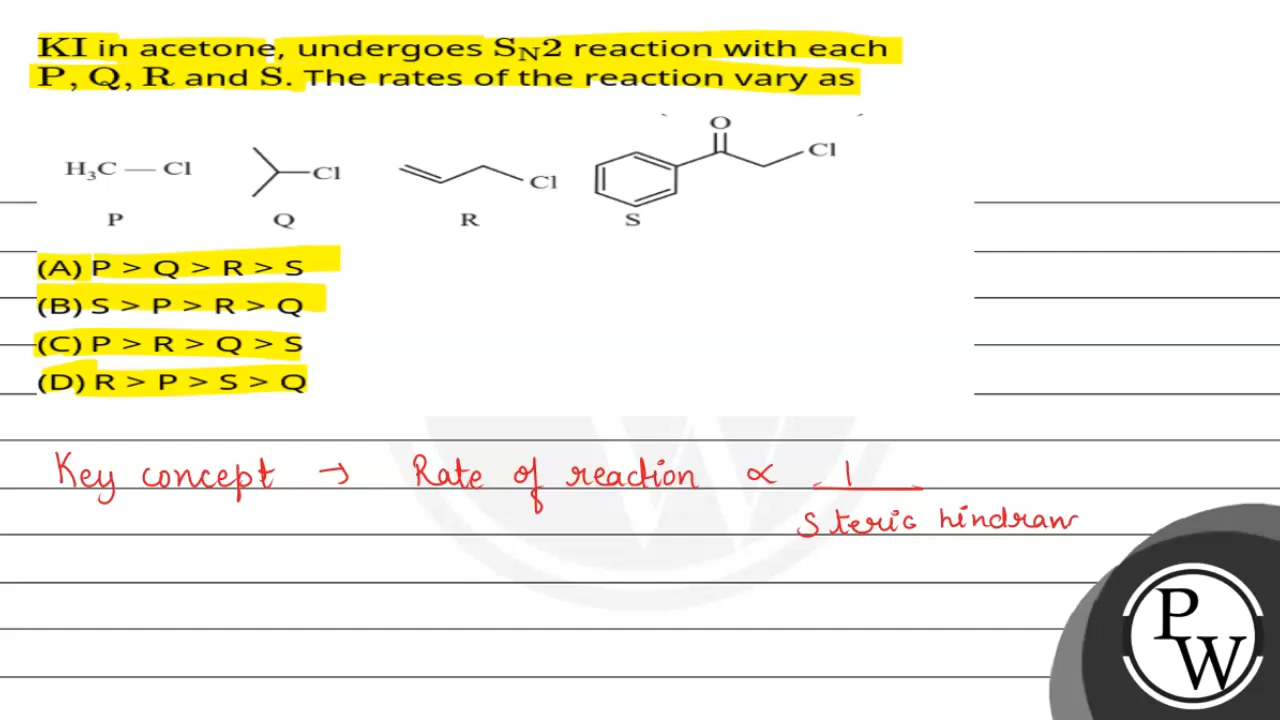 KI in acetone, undergoes SN2 reaction with each
P, Q, R and S. The rates of the reaction vary as
O
H3C — Cl
Cl
Cl
Cl
P
Q
R
S
(A) P > Q > R > S
(B) S > P > R > Q
(C) P > R > Q > S
(D) R > P > S > Q
Key concept → Rate of reaction ∝ 1
Steric hindran
P
W